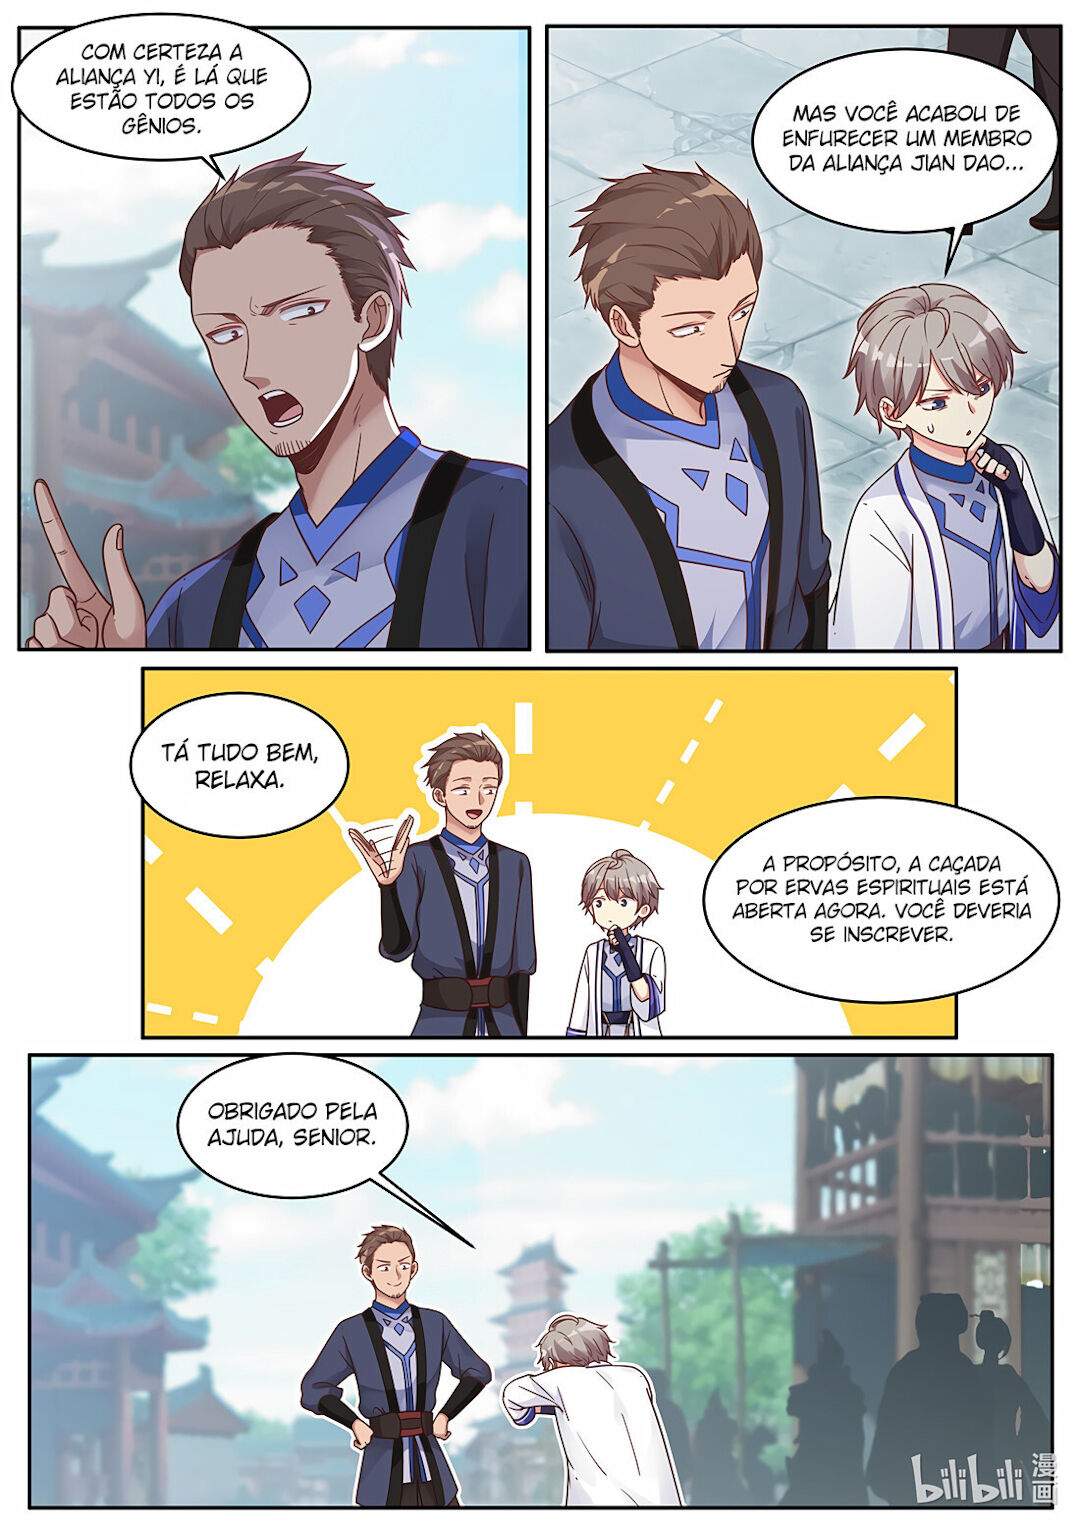 COM CERTEZA A
ALIANÇA YI, É LÁ QUE
ESTÃO TODOS OS
GÊNIOS.
MAS VOCÊ ACABOU DE
ENFURECER UM MEMBRO
DA ALIANÇA JIAN DAO...
TÁ TUDO BEM,
RELAXA.
A PROPÓSITO, A CAÇADA
POR ERVAS ESPIRITUAIS ESTÁ
ABERTA AGORA. VOCÊ DEVERIA
SE INSCREVER.
OBRIGADO PELA
AJUDA, SENIOR.
bilibili 漫画